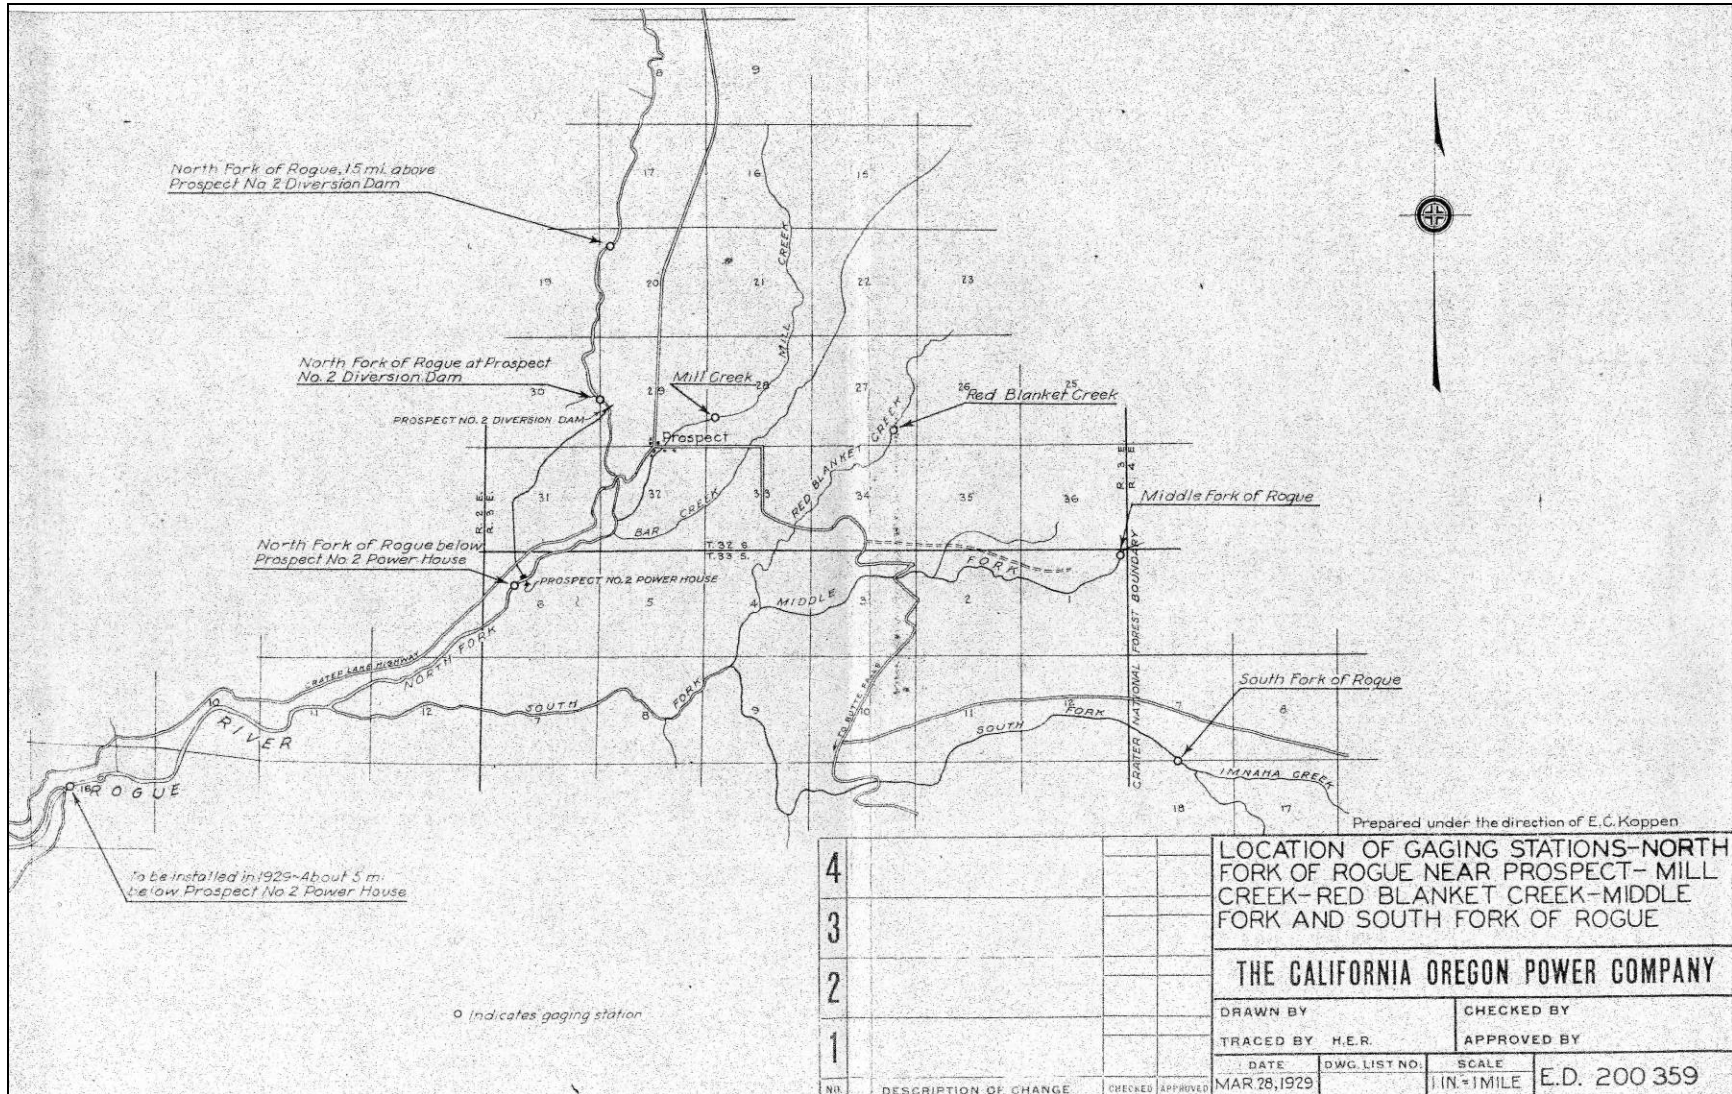 8
9
North Fork of Rogue, 1.5 mi. above
Prospect No 2 Diversion Dam
17
16
15
CREEK
MILL
19
20
21
22
23
North Fork of Rogue at Prospect
No. 2 Diversion Dam
30
29
Mill Creek
28
27
26
25
Red Blanket Creek
PROSPECT NO. 2 DIVERSION DAM
Prospect
RED BLANKET CREEK
R. 2 E.
R. 3 E.
31
32
33
34
35
36
R. 3 E.
R. 4 E.
Middle Fork of Rogue
BAR CREEK
North Fork of Rogue below
Prospect No. 2 Power House
T. 32 S.
T. 33 S.
PROSPECT NO. 2 POWER HOUSE
MIDDLE FORK
6
5
4
3
2
1
CRATER NATIONAL FOREST BOUNDARY
CRATER LAKE HIGHWAY
NORTH FORK
South Fork of Rogue
10
11
12
SOUTH FORK
7
8
9
10
11
12
7
8
TO BUTTE FALLS
SOUTH FORK
ROGUE RIVER
16
IMNAHA CREEK
18
17
To be installed in 1929~About 5 mi.
below Prospect No 2 Power House
o Indicates gaging station
Prepared under the direction of E.C. Koppen
LOCATION OF GAGING STATIONS-NORTH
FORK OF ROGUE NEAR PROSPECT-MILL
CREEK-RED BLANKET CREEK-MIDDLE
FORK AND SOUTH FORK OF ROGUE
THE CALIFORNIA OREGON POWER COMPANY
DRAWN BY
CHECKED BY
TRACED BY H.E.R.
APPROVED BY
DATE
MAR. 28, 1929
DWG. LIST NO.
SCALE
1 IN.=1 MILE
E.D. 200 359
4
3
2
1
NO.
DESCRIPTION OF CHANGE
CHECKED
APPROVED